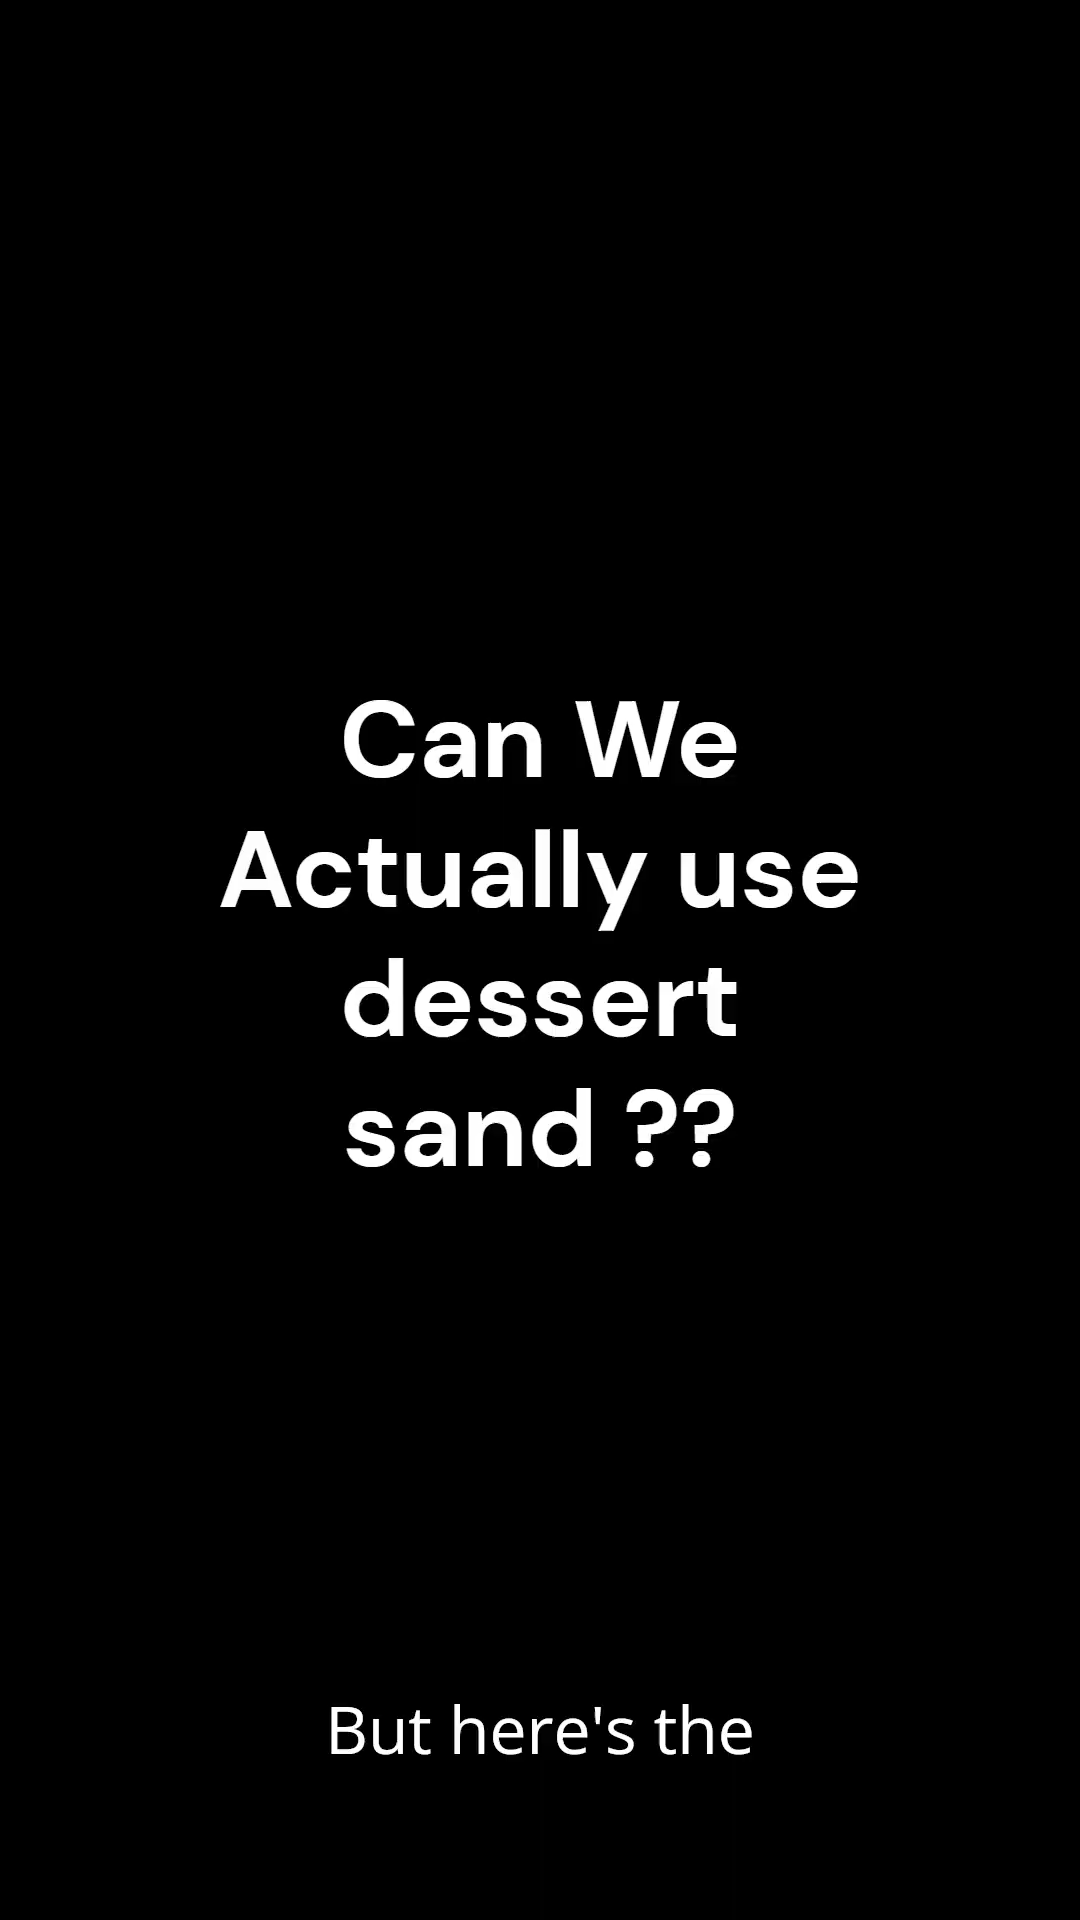 Can We
Actually use
dessert
sand ??
But here's the